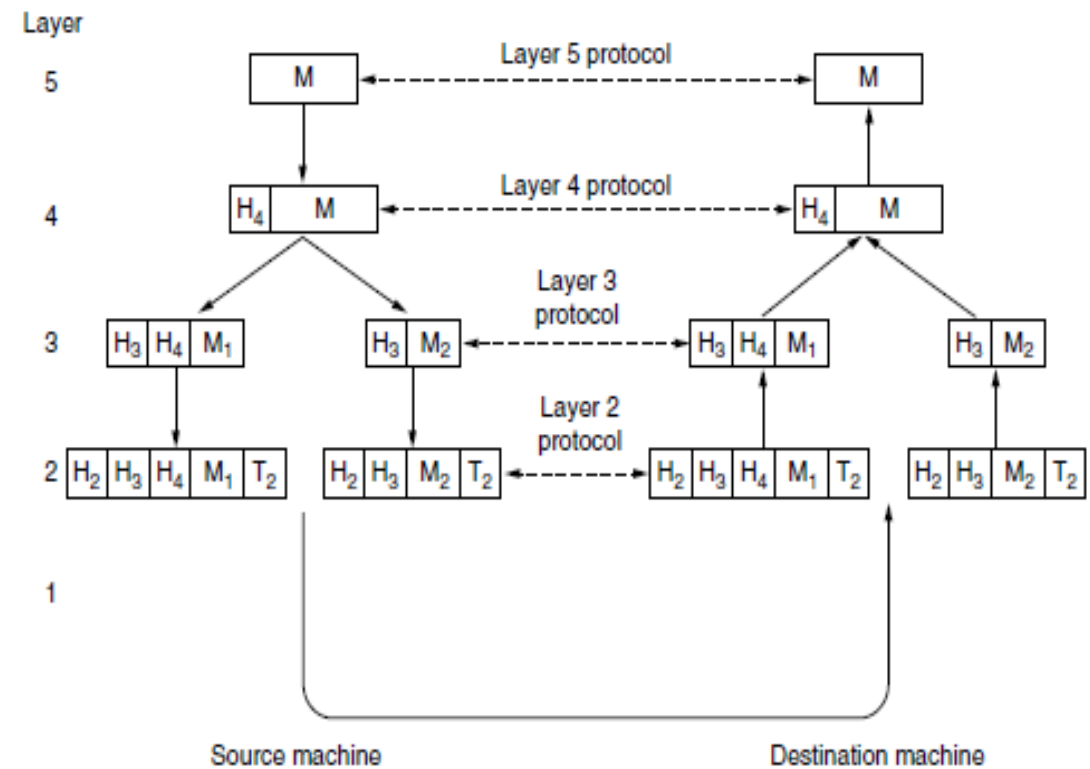 Layer
5 M Layer 5 protocol M
4 H₄ M Layer 4 protocol H₄ M
Layer 3
protocol
3 H₃ H₄ M₁ H₃ M₂ H₃ H₄ M₁ H₃ M₂
Layer 2
protocol
2 H₂ H₃ H₄ M₁ T₂ H₂ H₃ M₂ T₂ H₂ H₃ H₄ M₁ T₂ H₂ H₃ M₂ T₂
1
Source machine Destination machine